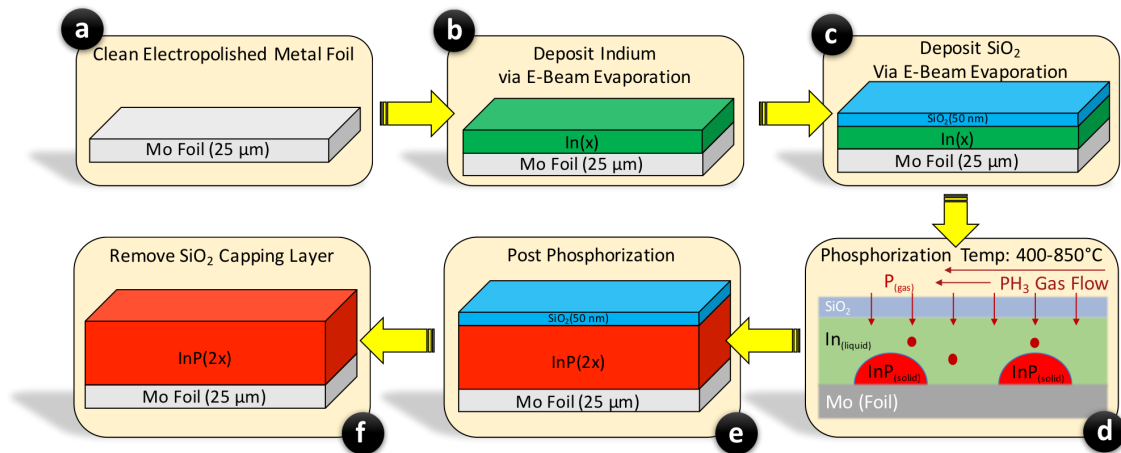 a
Clean Electropolished Metal Foil
Mo Foil (25 μm)
b
Deposit Indium
via E-Beam Evaporation
In(x)
Mo Foil (25 μm)
c
Deposit SiO₂
Via E-Beam Evaporation
SiO₂(50 nm)
In(x)
Mo Foil (25 μm)
Phosphorization Temp: 400-850°C
P(gas) PH₃ Gas Flow
SiO₂
In(liquid)
InP(solid) InP(solid)
Mo (Foil)
d
Post Phosphorization
SiO₂(50 nm)
InP(2x)
Mo Foil (25 μm)
e
Remove SiO₂ Capping Layer
InP(2x)
Mo Foil (25 μm)
f